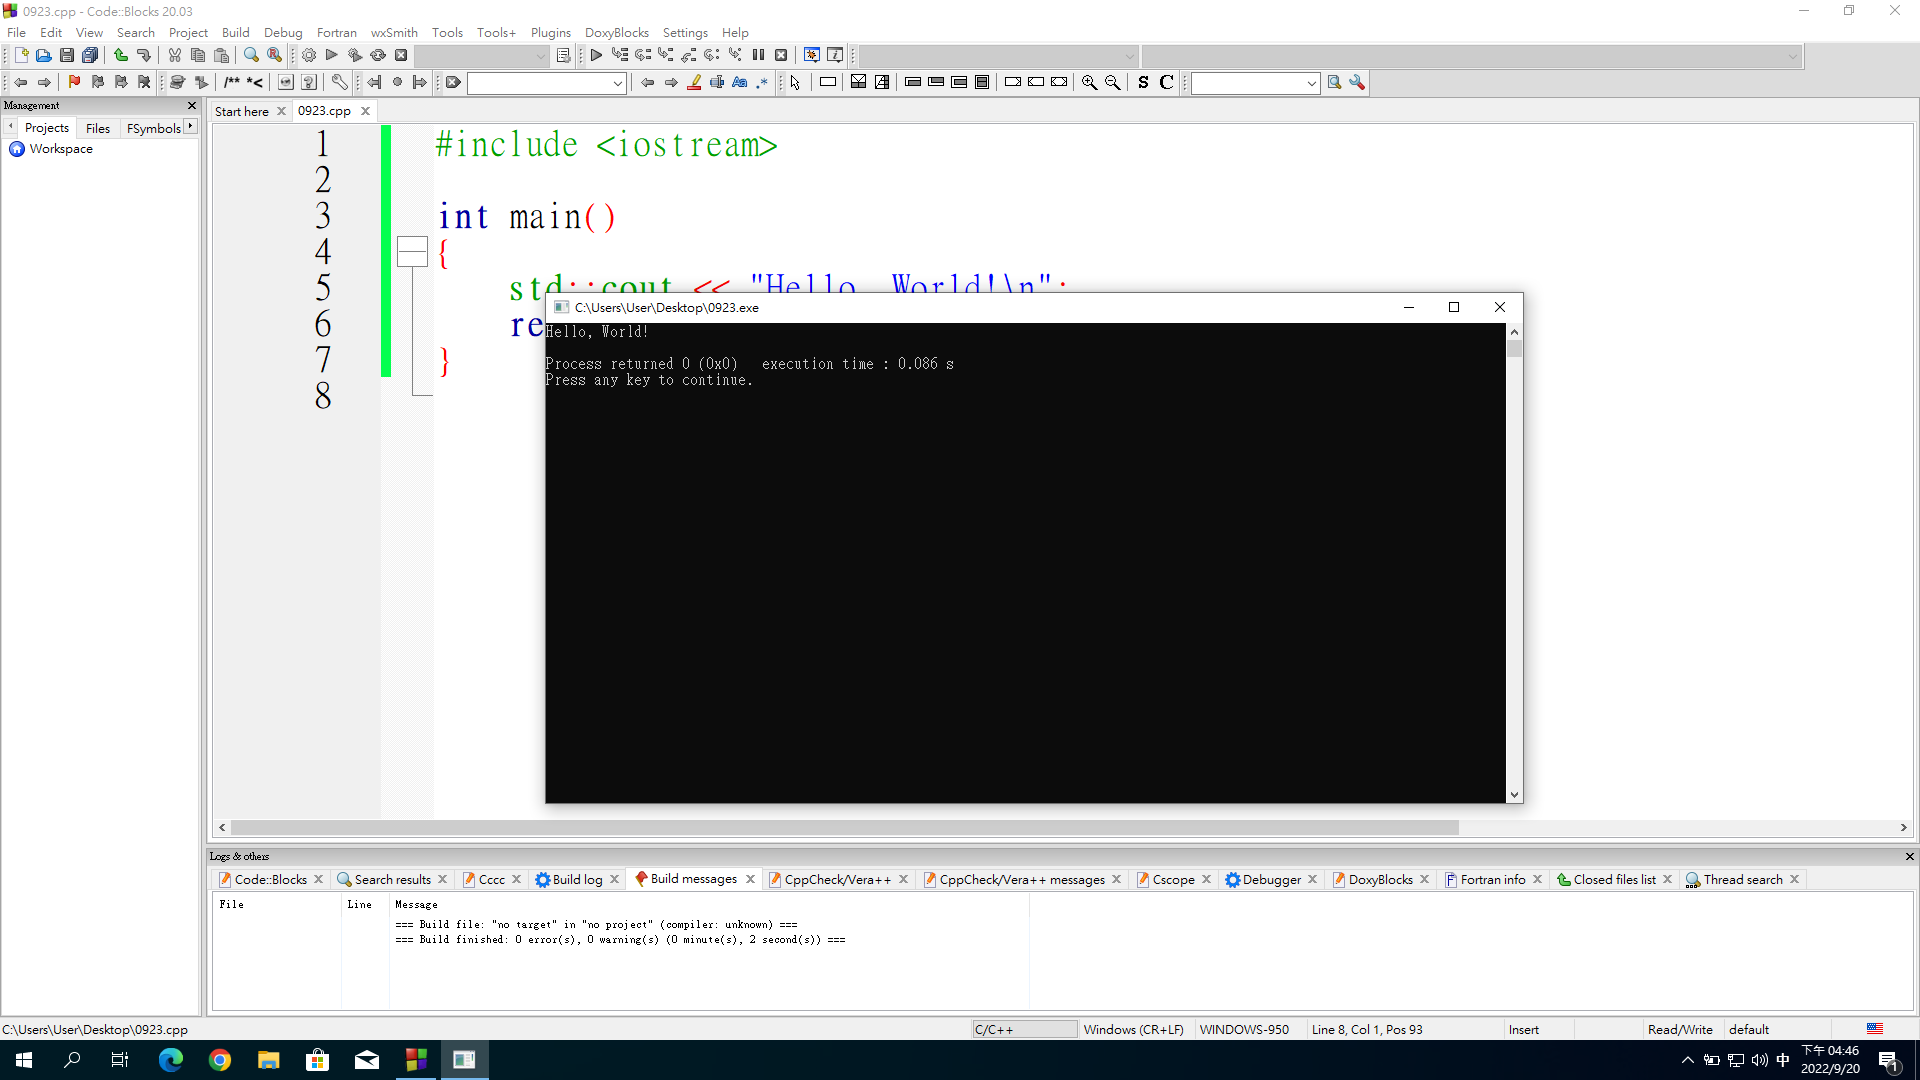 0923.cpp - Code::Blocks 20.03
File Edit View Search Project Build Debug Fortran wxSmith Tools Tools+ Plugins DoxyBlocks Settings Help
/** *< Aa .* S C
Management
Projects Files FSymbols
Workspace
Start here 0923.cpp
1 #include <iostream>
2
3 int main()
4 {
5 std::cout << "Hello, World!\n";
6 re
7 }
8
C:\Users\User\Desktop\0923.exe
Hello, World!
Process returned 0 (0x0) execution time : 0.086 s
Press any key to continue.
Logs & others
Code::Blocks Search results Cccc Build log Build messages CppCheck/Vera++ CppCheck/Vera++ messages Cscope Debugger DoxyBlocks Fortran info Closed files list Thread search
File Line Message
=== Build file: "no target" in "no project" (compiler: unknown) ===
=== Build finished: 0 error(s), 0 warning(s) (0 minute(s), 2 second(s)) ===
C:\Users\User\Desktop\0923.cpp C/C++ Windows (CR+LF) WINDOWS-950 Line 8, Col 1, Pos 93 Insert Read/Write default
中 下午 04:46
2022/9/20 1